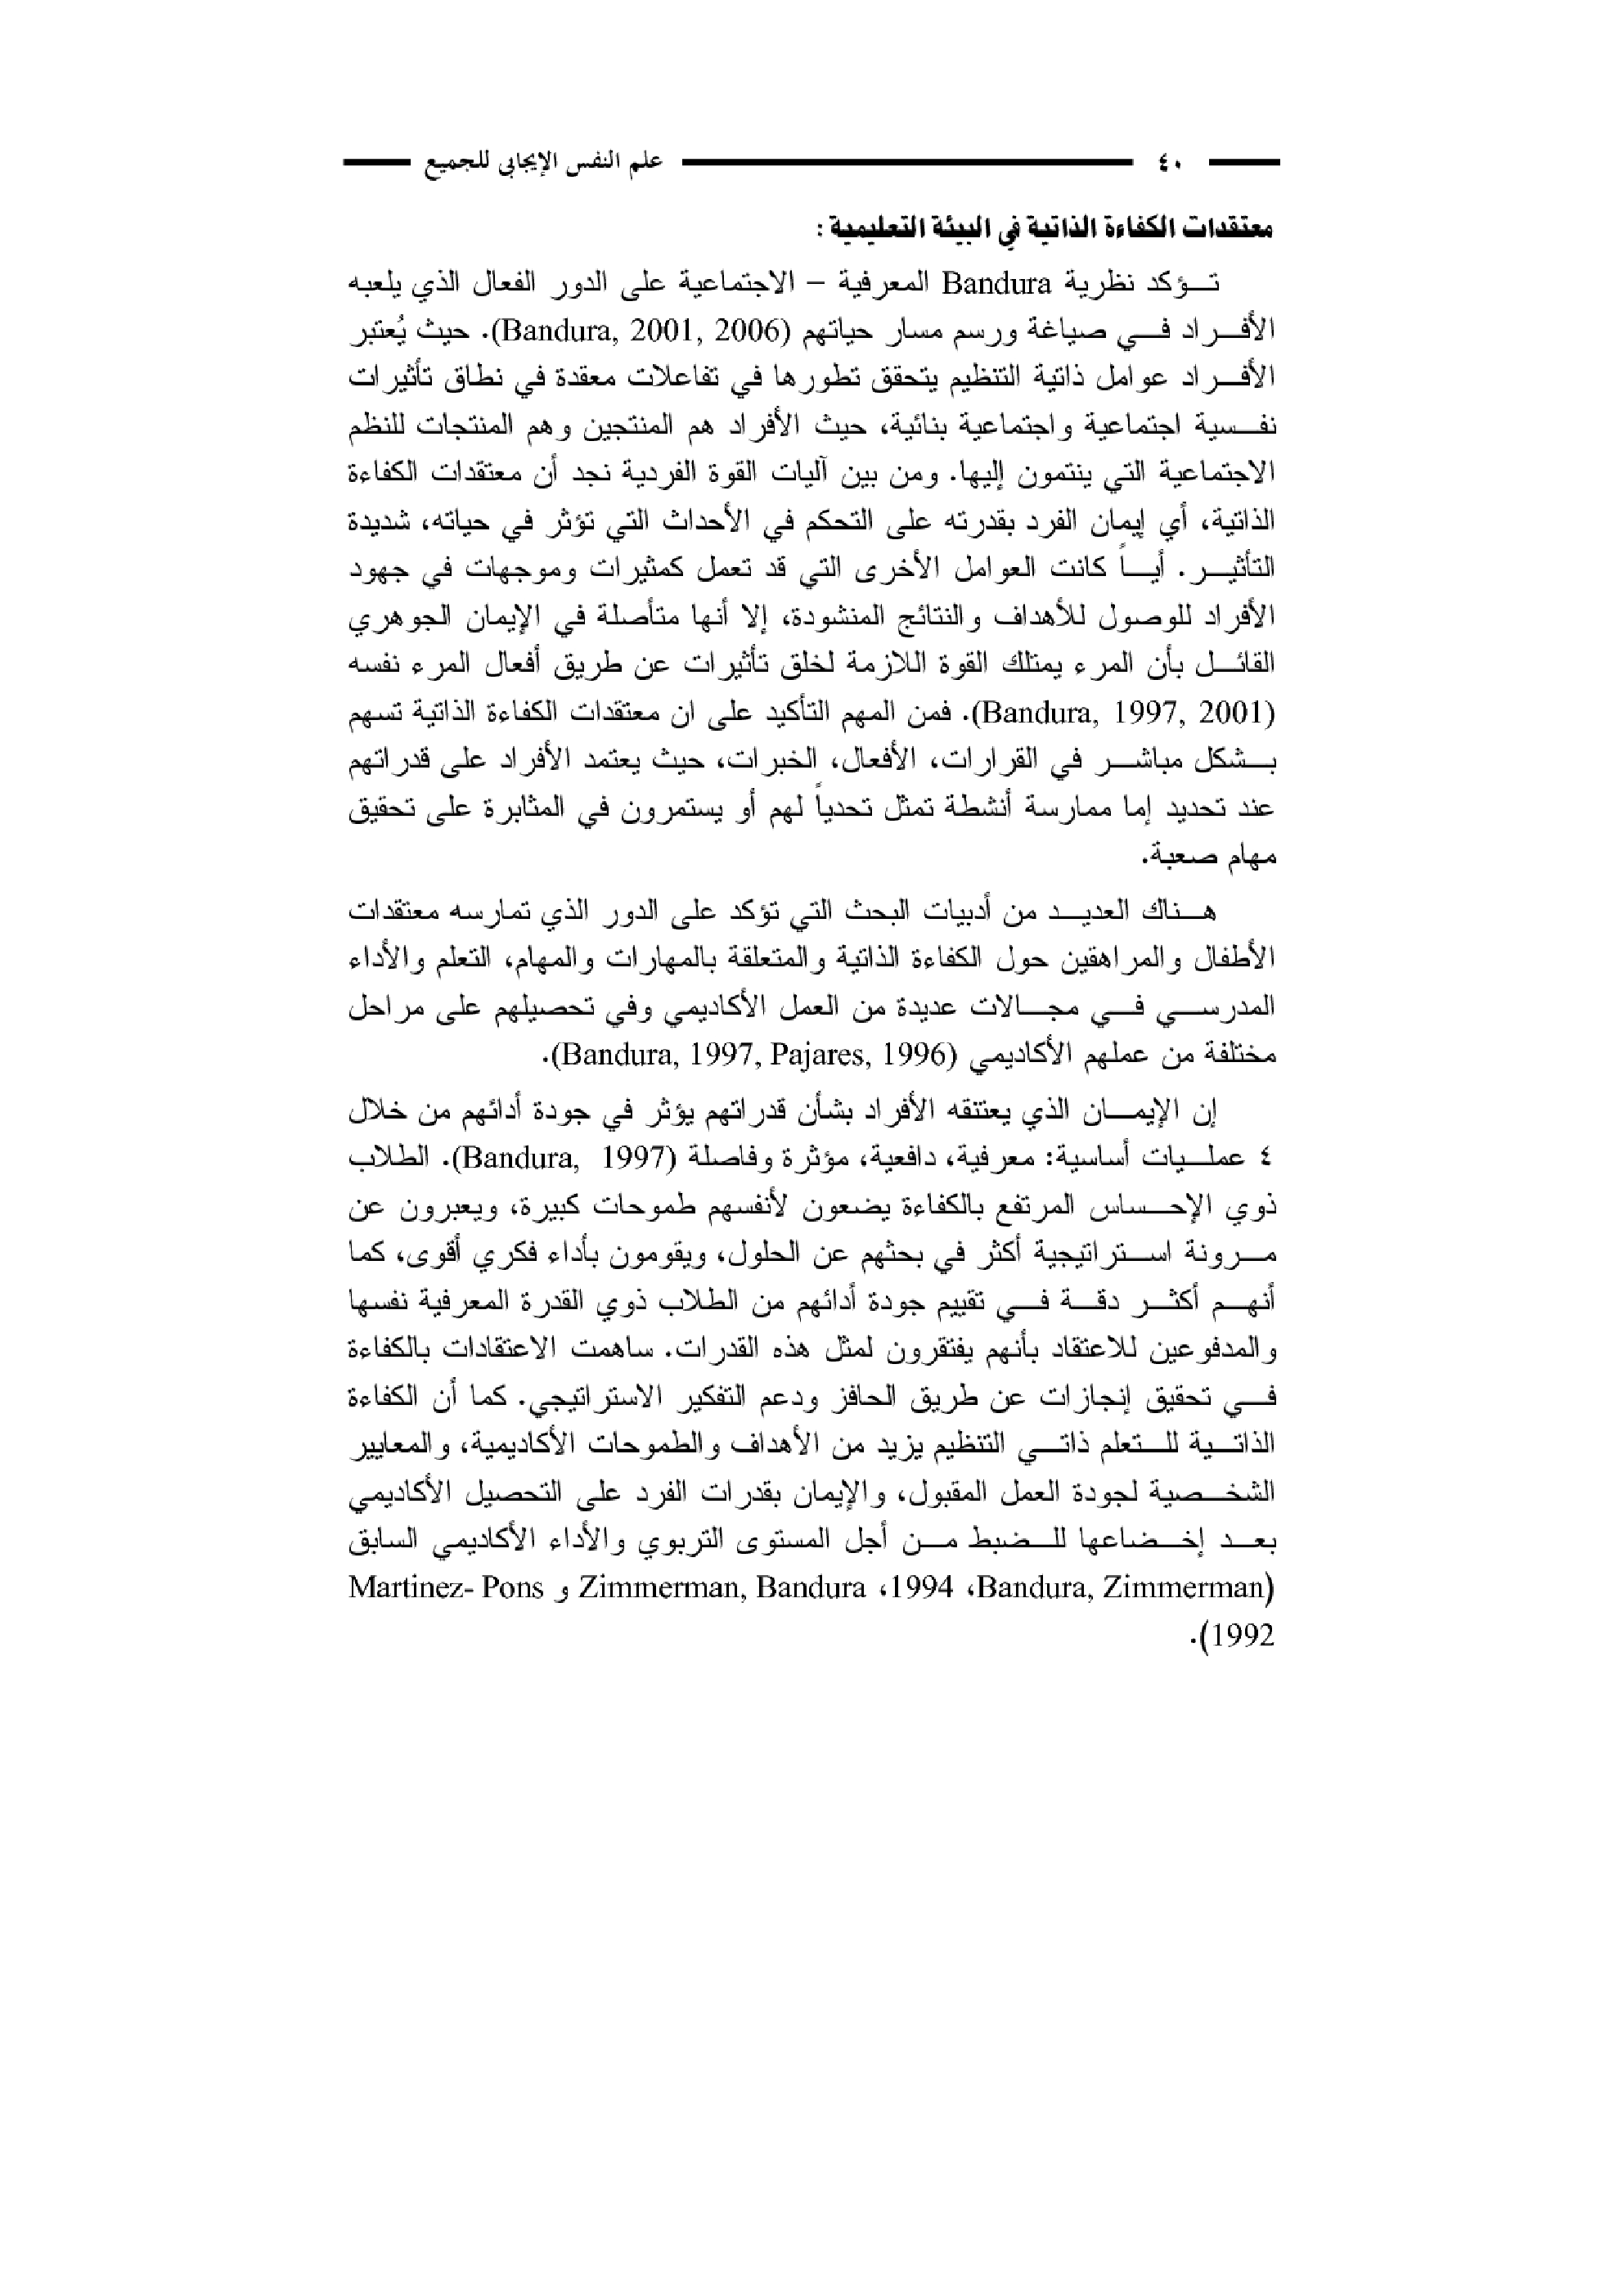 ٤٠ علم النفس الإيجابي للجميع
معتقدات الكفاءة الذاتية في البيئة التعليمية :
تؤكد نظرية Bandura المعرفية – الاجتماعية على الدور الفعال الذي يلعبه
الأفراد في صياغة ورسم مسار حياتهم (Bandura, 2001, 2006). حيث يُعتبر
الأفراد عوامل ذاتية التنظيم يتحقق تطورها في تفاعلات معقدة في نطاق تأثيرات
نفسية اجتماعية واجتماعية بنائية، حيث الأفراد هم المنتجين وهم المنتجات للنظم
الاجتماعية التي ينتمون إليها. ومن بين آليات القوة الفردية نجد أن معتقدات الكفاءة
الذاتية، أي إيمان الفرد بقدرته على التحكم في الأحداث التي تؤثر في حياته، شديدة
التأثير. أياً كانت العوامل الأخرى التي قد تعمل كمثيرات وموجهات في جهود
الأفراد للوصول للأهداف والنتائج المنشودة، إلا أنها متأصلة في الإيمان الجوهري
القائل بأن المرء يمتلك القوة اللازمة لخلق تأثيرات عن طريق أفعال المرء نفسه
(Bandura, 1997, 2001). فمن المهم التأكيد على ان معتقدات الكفاءة الذاتية تسهم
بشكل مباشر في القرارات، الأفعال، الخبرات، حيث يعتمد الأفراد على قدراتهم
عند تحديد إما ممارسة أنشطة تمثل تحدياً لهم أو يستمرون في المثابرة على تحقيق
مهام صعبة.
هناك العديد من أدبيات البحث التي تؤكد على الدور الذي تمارسه معتقدات
الأطفال والمراهقين حول الكفاءة الذاتية والمتعلقة بالمهارات والمهام، التعلم والأداء
المدرسي في مجالات عديدة من العمل الأكاديمي وفي تحصيلهم على مراحل
مختلفة من عملهم الأكاديمي (Bandura, 1997, Pajares, 1996).
إن الإيمان الذي يعتنقه الأفراد بشأن قدراتهم يؤثر في جودة أدائهم من خلال
٤ عمليات أساسية: معرفية، دافعية، مؤثرة وفاصلة (Bandura, 1997). الطلاب
ذوي الإحساس المرتفع بالكفاءة يضعون لأنفسهم طموحات كبيرة، ويعبرون عن
مرونة استراتيجية أكثر في بحثهم عن الحلول، ويقومون بأداء فكري أقوى، كما
أنهم أكثر دقة في تقييم جودة أدائهم من الطلاب ذوي القدرة المعرفية نفسها
والمدفوعين للاعتقاد بأنهم يفتقرون لمثل هذه القدرات. ساهمت الاعتقادات بالكفاءة
في تحقيق إنجازات عن طريق الحافز ودعم التفكير الاستراتيجي. كما أن الكفاءة
الذاتية للتعلم ذاتي التنظيم يزيد من الأهداف والطموحات الأكاديمية، والمعايير
الشخصية لجودة العمل المقبول، والإيمان بقدرات الفرد على التحصيل الأكاديمي
بعد إخضاعها للضبط من أجل المستوى التربوي والأداء الأكاديمي السابق
(Bandura, Zimmerman، 1994، Zimmerman, Bandura و Martinez- Pons
1992).